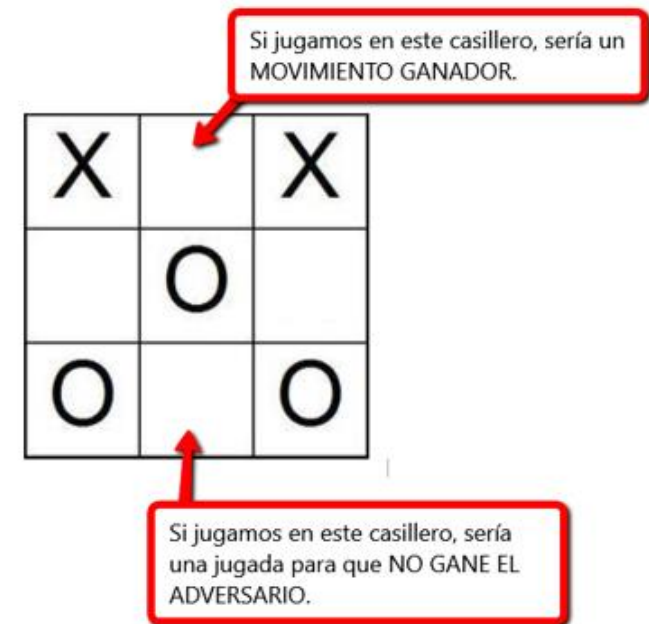 Si jugamos en este casillero, sería un
MOVIMIENTO GANADOR.
X X
O
O O
Si jugamos en este casillero, sería
una jugada para que NO GANE EL
ADVERSARIO.